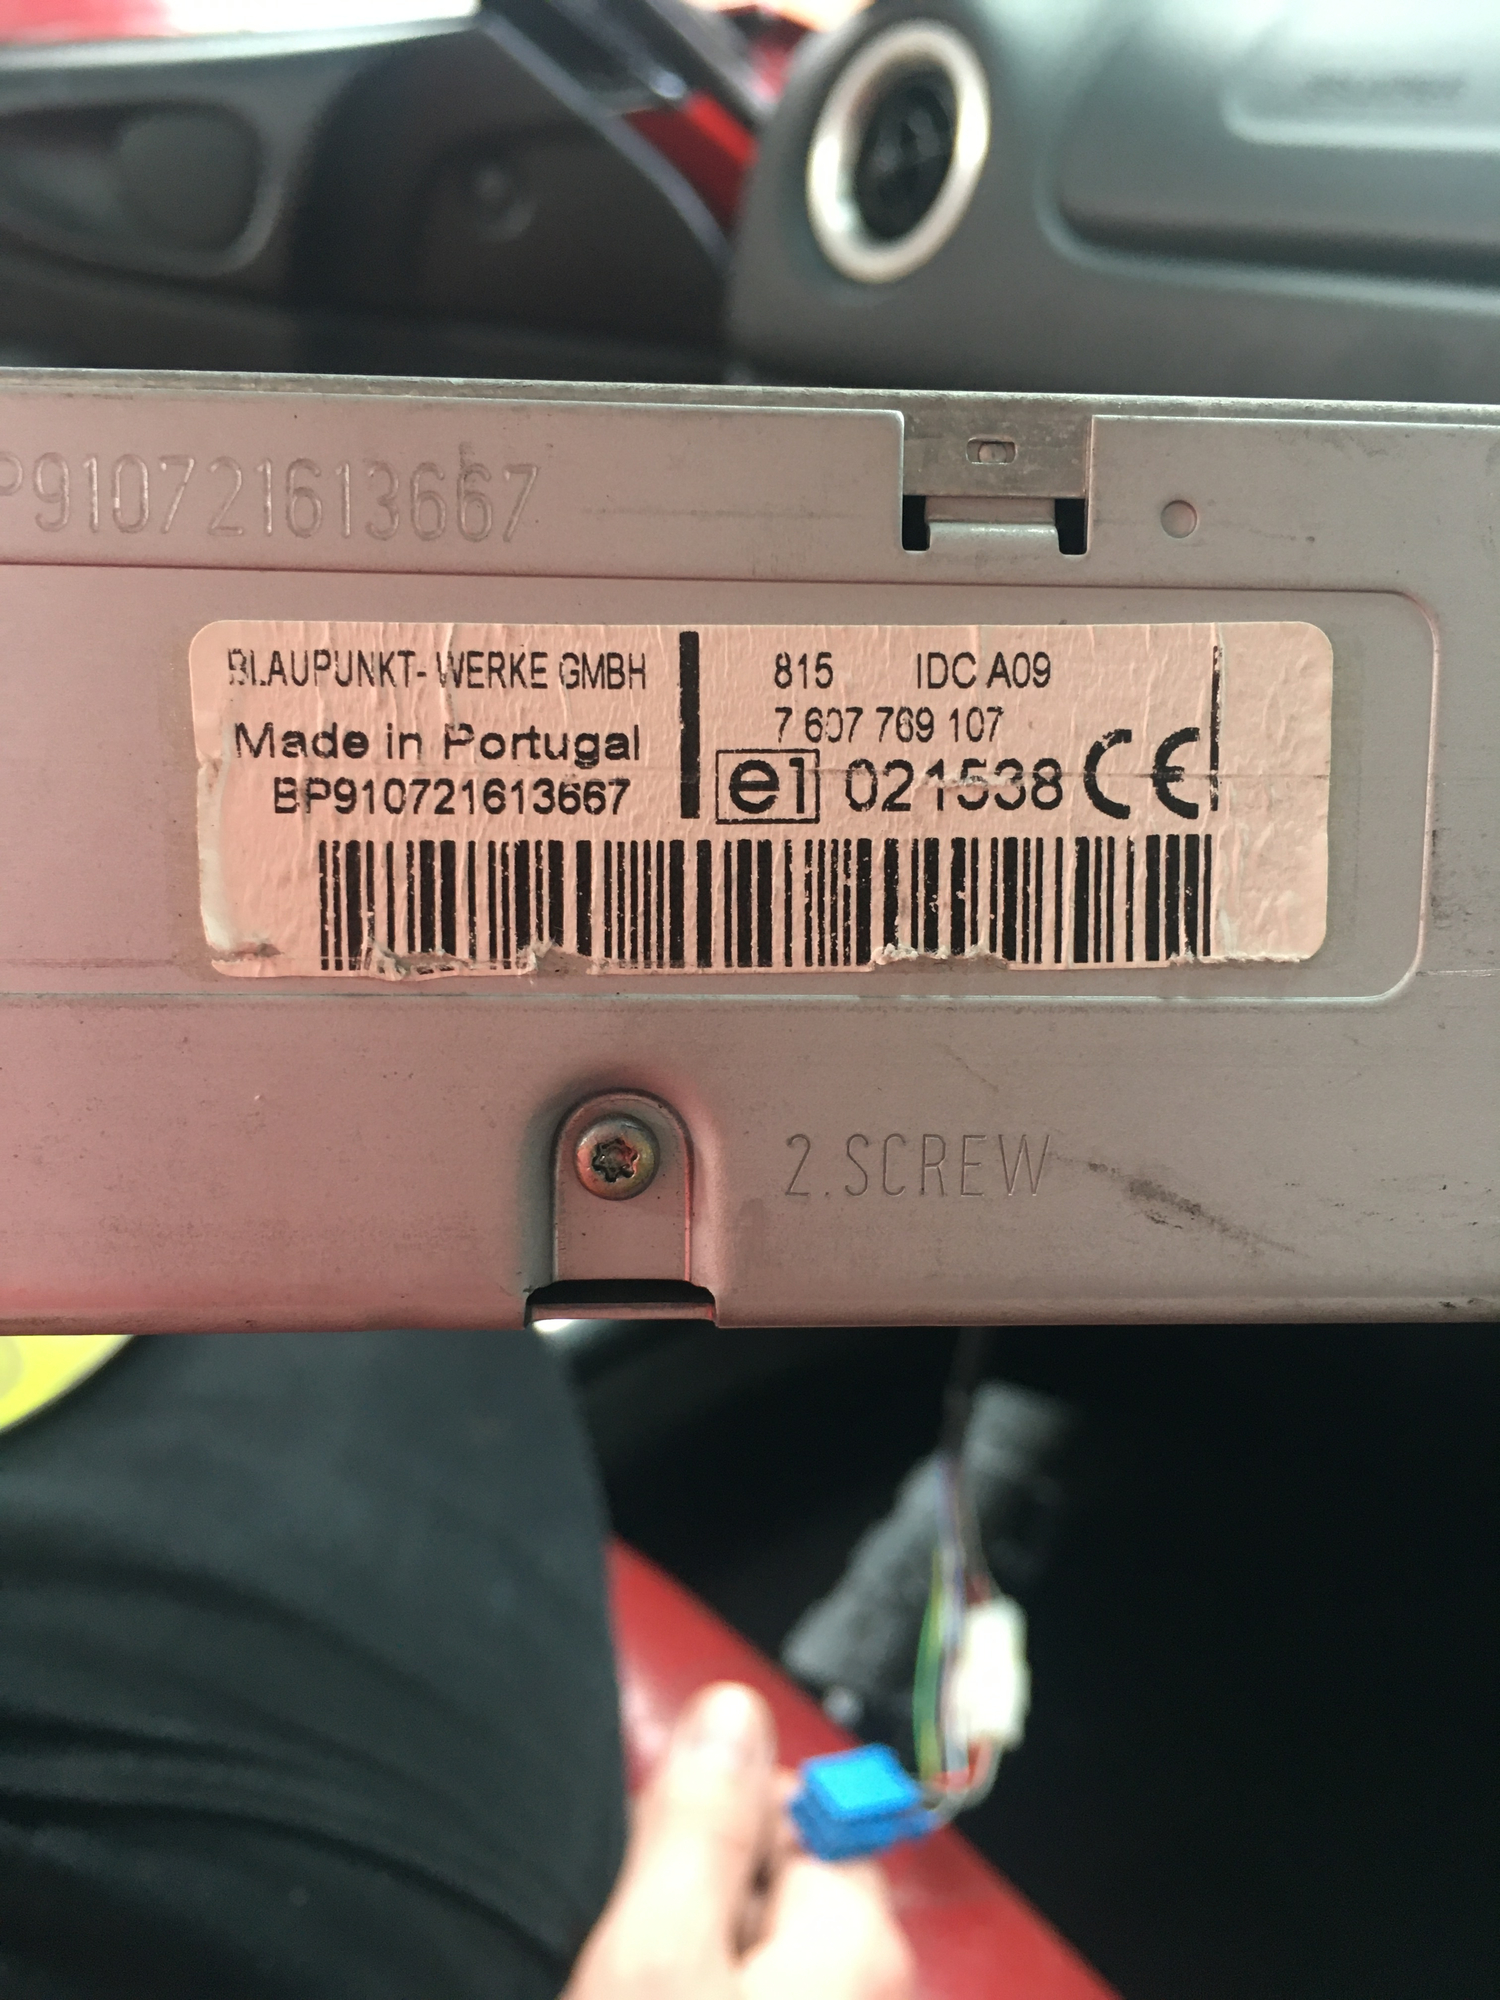 P910721613667
BLAUPUNKT-WERKE GMBH
Made in Portugal
BP910721613667
815 IDC A09
7 607 769 107
e1 021538 CE
2.SCREW